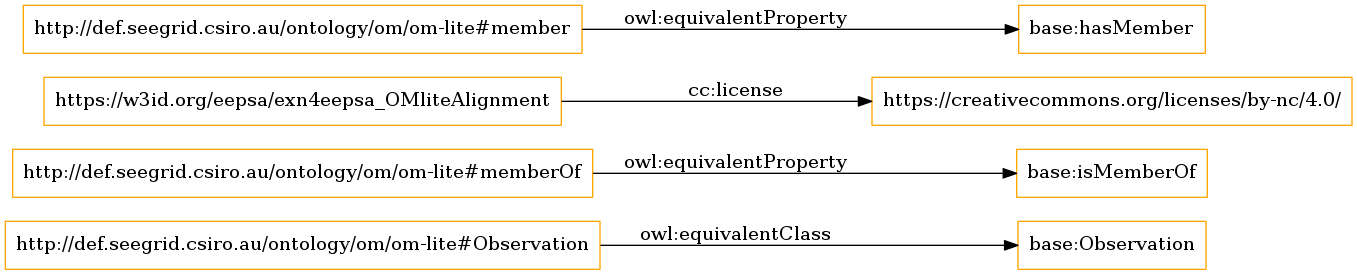 http://def.seegrid.csiro.au/ontology/om/om-lite#member owl:equivalentProperty base:hasMember
https://w3id.org/eepsa/exn4eepsa_OMliteAlignment cc:license https://creativecommons.org/licenses/by-nc/4.0/
http://def.seegrid.csiro.au/ontology/om/om-lite#memberOf owl:equivalentProperty base:isMemberOf
http://def.seegrid.csiro.au/ontology/om/om-lite#Observation owl:equivalentClass base:Observation